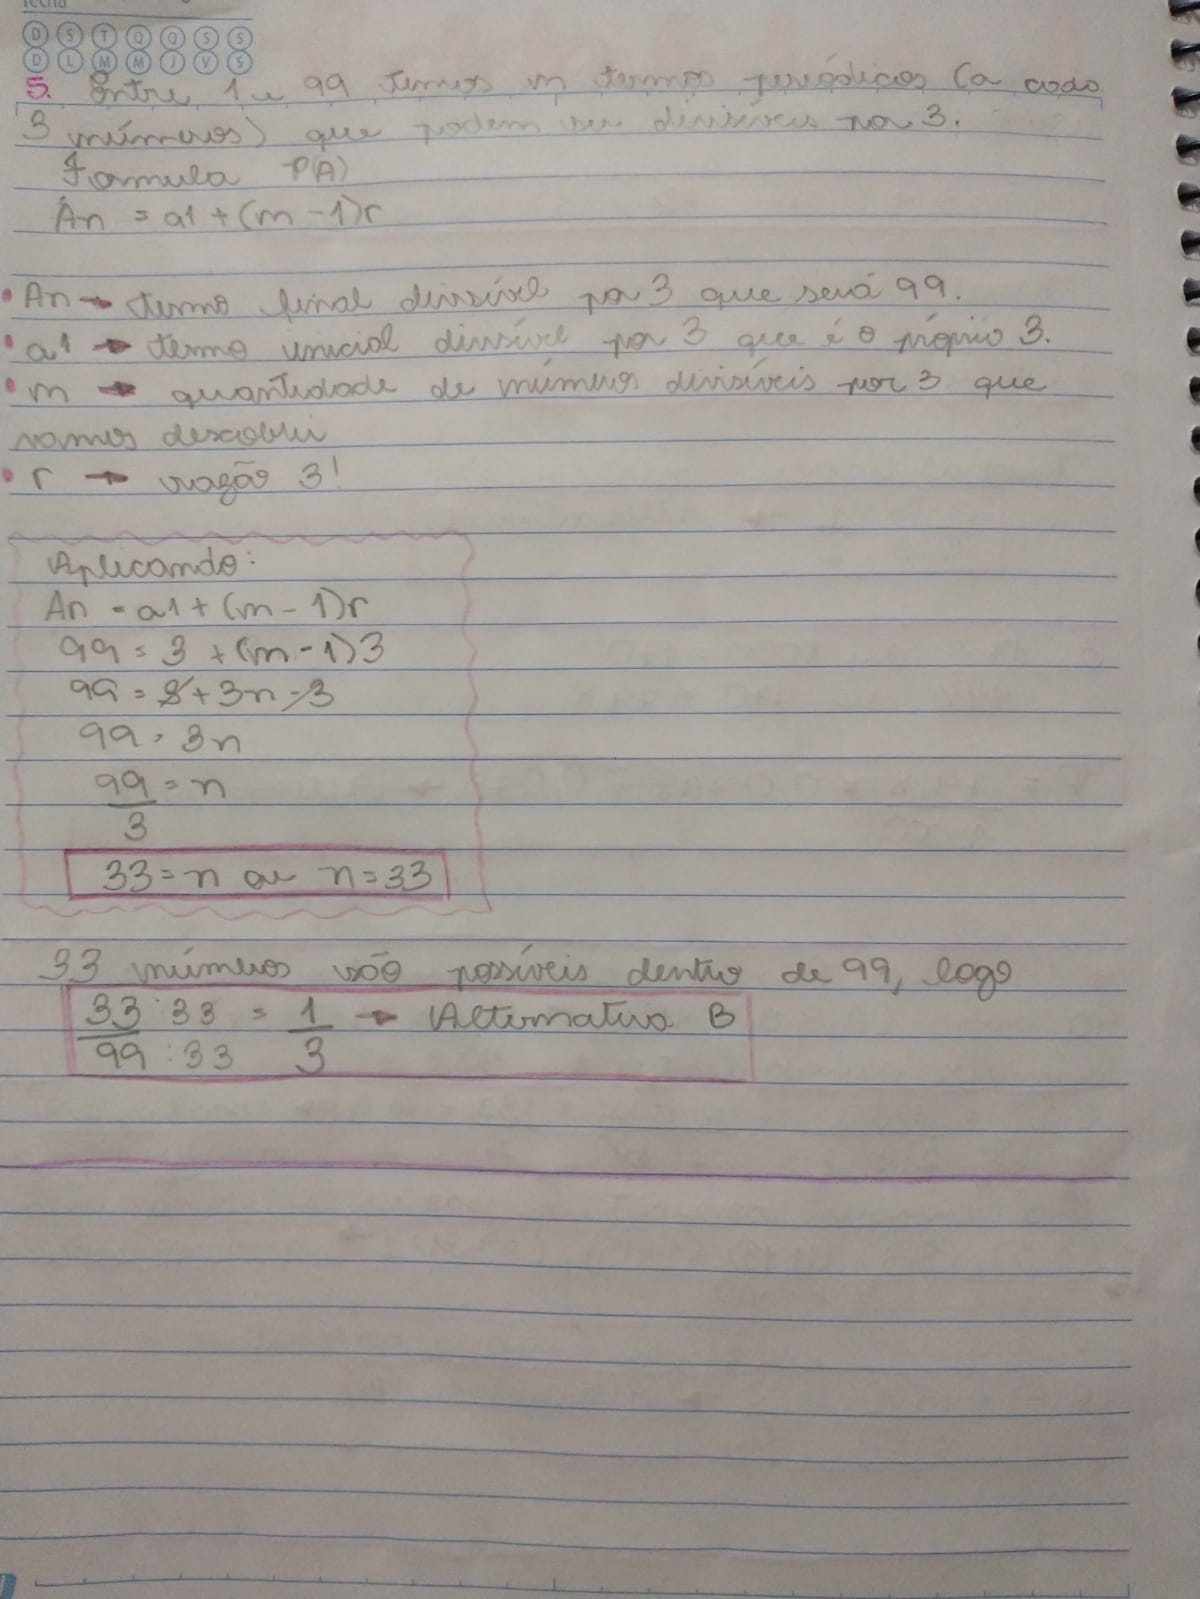 D S T Q Q S S
D L M M J V S
5. Entre 1 e 99 temos n termos periódicos (a cada
3 números) que podem ser divisíveis por 3.
Formula P(A)
An = a1 + (n - 1)r
• An → termo final divisível por 3 que será 99.
• a1 → termo inicial divisível por 3 que é o próprio 3.
• n → quantidade de números divisíveis por 3 que
vamos descobrir
• r → razão 3!
Aplicando:
An = a1 + (n - 1)r
99 = 3 + (n - 1)3
99 = 3 + 3n - 3
99 = 3n
99 = n
3
33 = n ou n = 33
33 números são possíveis dentro de 99, logo
33 : 33 = 1 → Alternativa B
99 : 33 3